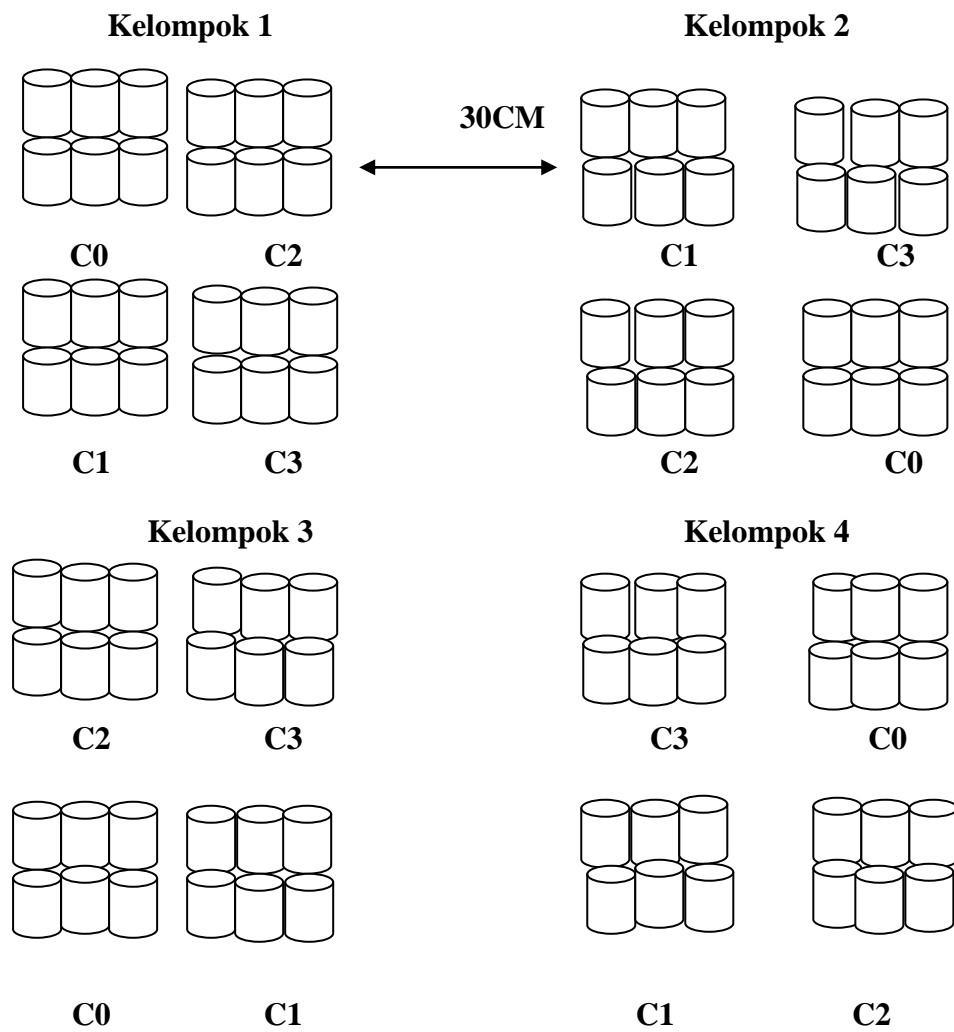 Kelompok 1 Kelompok 2
30CM
C0 C2 C1 C3
C1 C3 C2 C0
Kelompok 3 Kelompok 4
C2 C3 C3 C0
C0 C1 C1 C2